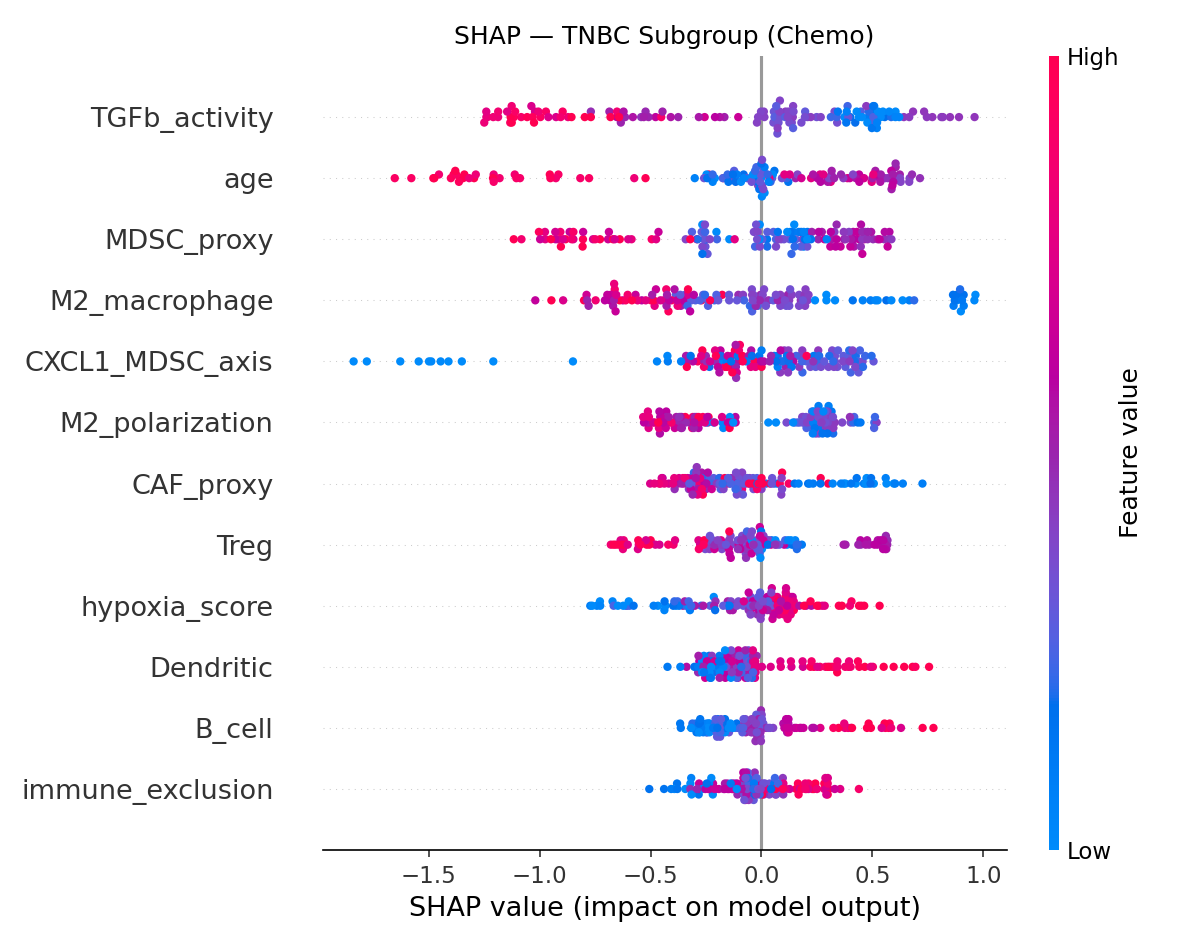 SHAP — TNBC Subgroup (Chemo)
High
TGFb_activity
age
MDSC_proxy
M2_macrophage
CXCL1_MDSC_axis
M2_polarization
CAF_proxy
Treg
hypoxia_score
Dendritic
B_cell
immune_exclusion
Feature value
Low
−1.5 −1.0 −0.5 0.0 0.5 1.0
SHAP value (impact on model output)